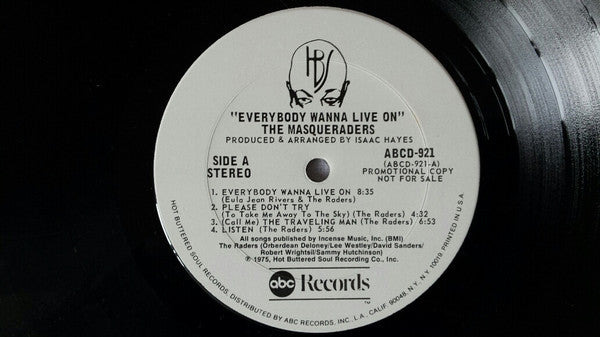 HBS
"EVERYBODY WANNA LIVE ON"
THE MASQUERADERS
PRODUCED & ARRANGED BY ISAAC HAYES
SIDE A
STEREO
ABCD-921
(ABCD-921-A)
PROMOTIONAL COPY
NOT FOR SALE
1. EVERYBODY WANNA LIVE ON 8:35
(Eula Jean Rivers & The Raders)
2. PLEASE DON'T TRY
(To Take Me Away To The Sky) (The Raders) 4:32
3. (Call Me) THE TRAVELING MAN (The Raders) 6:53
4. LISTEN (The Raders) 5:56
All songs published by Incense Music, Inc. (BMI)
The Raders (Orberdean Deloney/Lee Westley/David Sanders/
Robert Wrightsil/Sammy Hutchinson)
℗ 1975, Hot Buttered Soul Recording Co., Inc.
abc Records
HOT BUTTERED SOUL RECORDS, DISTRIBUTED BY ABC RECORDS, INC. L.A., CALIF. 90048, N.Y., N.Y. 10019. PRINTED IN U.S.A.